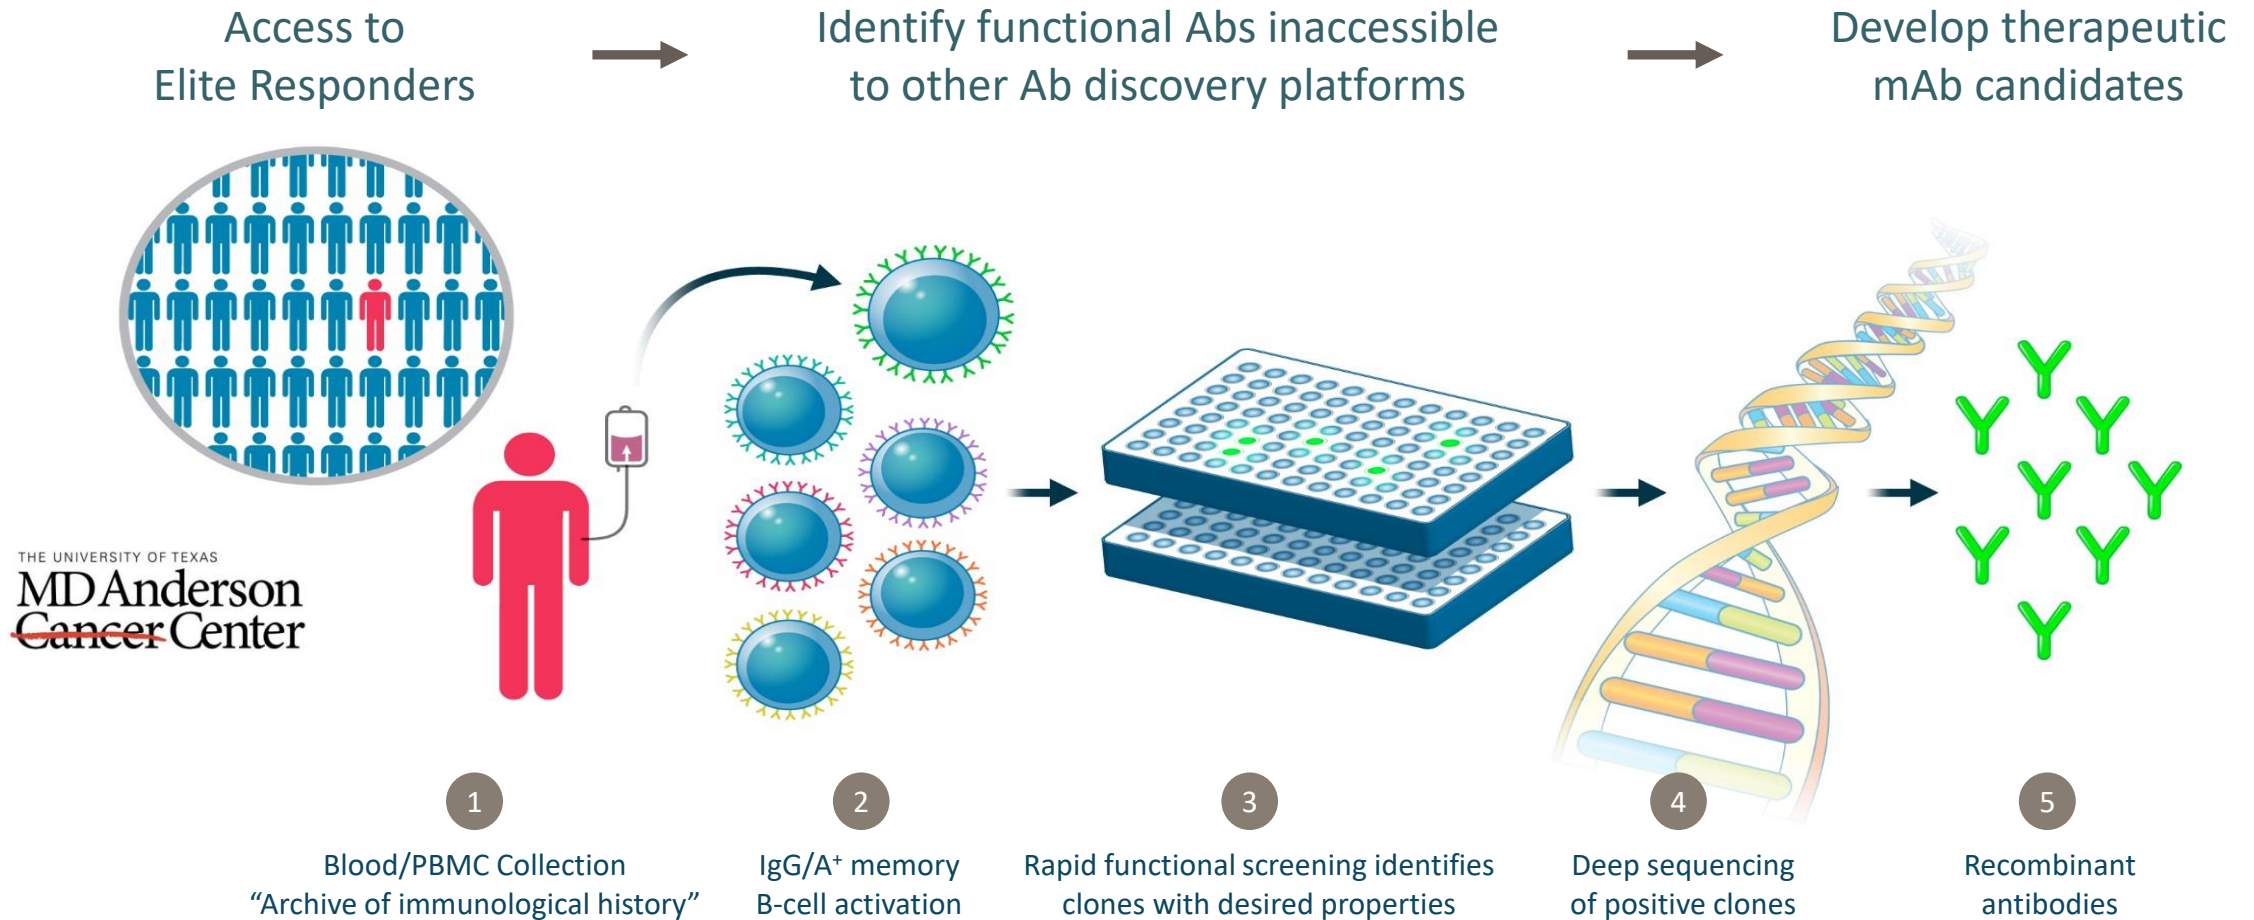 Access to
Elite Responders
Identify functional Abs inaccessible
to other Ab discovery platforms
Develop therapeutic
mAb candidates
THE UNIVERSITY OF TEXAS
MD Anderson
Cancer Center
1
Blood/PBMC Collection
“Archive of immunological history”
2
IgG/A⁺ memory
B-cell activation
3
Rapid functional screening identifies
clones with desired properties
4
Deep sequencing
of positive clones
5
Recombinant
antibodies